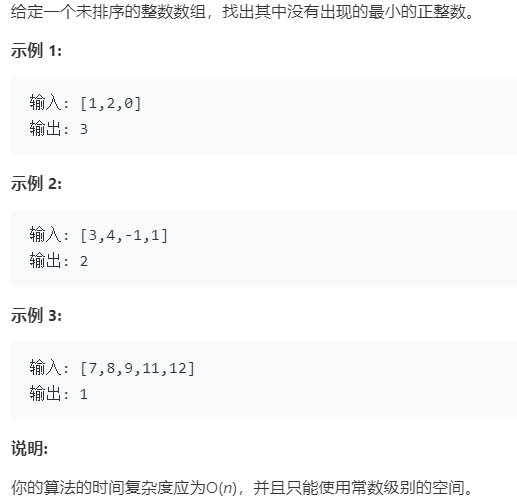 给定一个未排序的整数数组，找出其中没有出现的最小的正整数。
示例 1:
输入: [1,2,0]
输出: 3
示例 2:
输入: [3,4,-1,1]
输出: 2
示例 3:
输入: [7,8,9,11,12]
输出: 1
说明:
你的算法的时间复杂度应为O(n)，并且只能使用常数级别的空间。